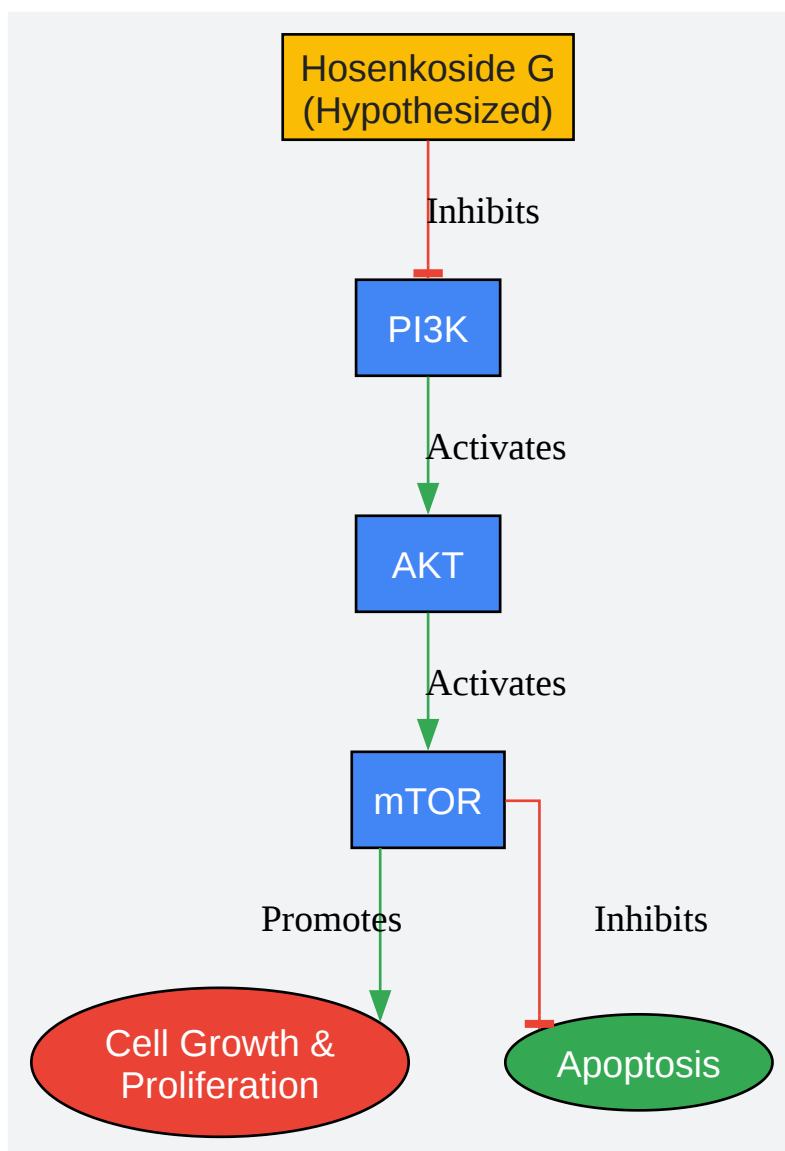 Hosenkoside G
(Hypothesized)
Inhibits
PI3K
Activates
AKT
Activates
mTOR
Promotes
Inhibits
Cell Growth &
Proliferation
Apoptosis